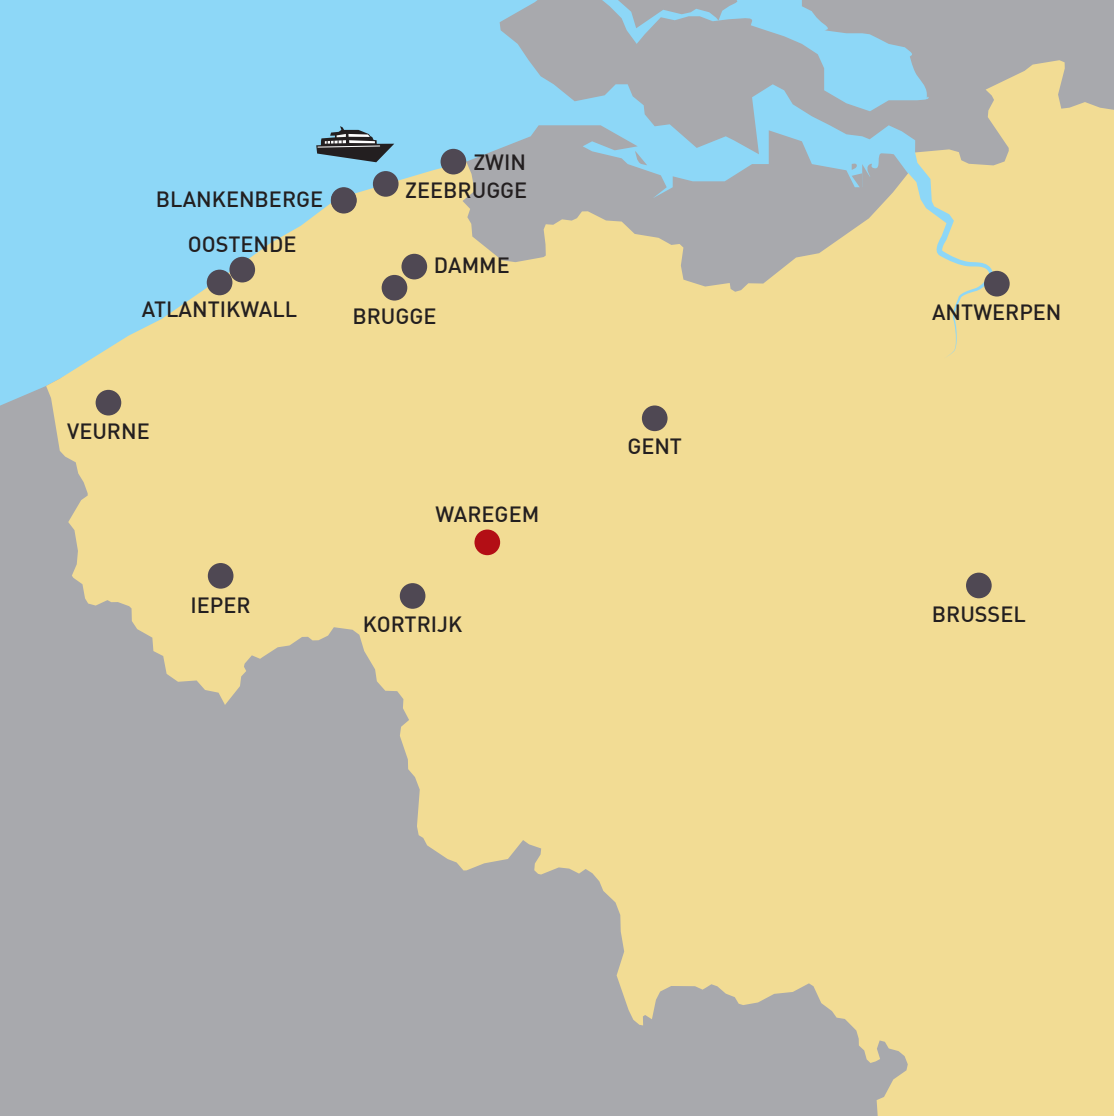 ZWIN
ZEEBRUGGE
BLANKENBERGE
OOSTENDE
DAMME
ATLANTIKWALL
BRUGGE
ANTWERPEN
VEURNE
GENT
WAREGEM
IEPER
KORTRIJK
BRUSSEL